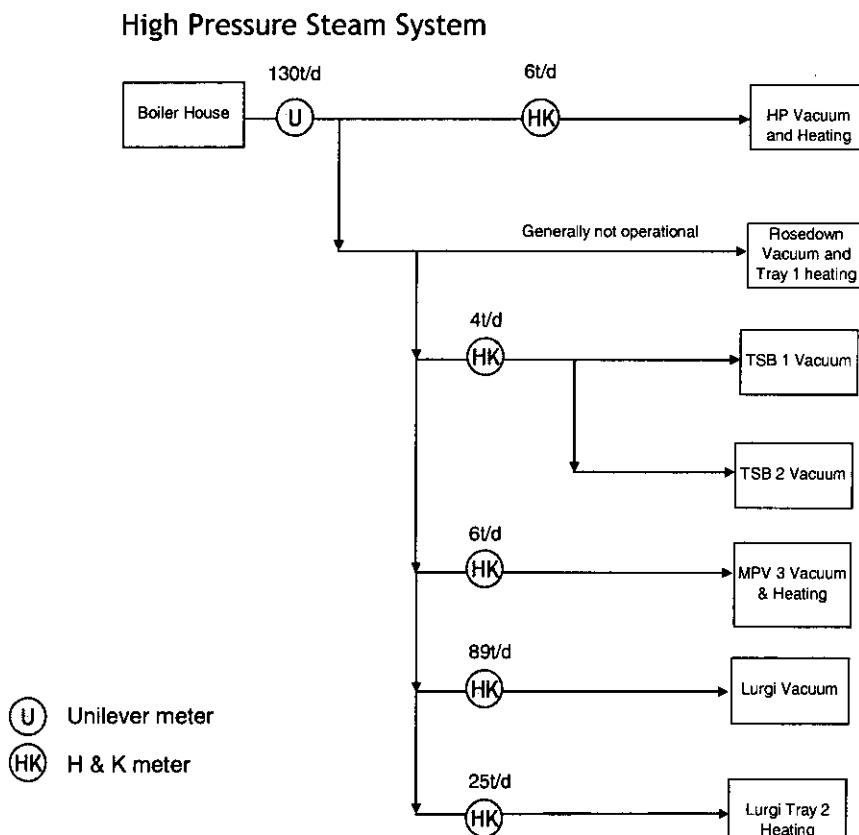 High Pressure Steam System
130t/d
6t/d
Boiler House
U
HK
HP Vacuum
and Heating
Generally not operational
Rosedown
Vacuum and
Tray 1 heating
4t/d
HK
TSB 1 Vacuum
TSB 2 Vacuum
6t/d
HK
MPV 3 Vacuum
& Heating
89t/d
HK
Lurgi Vacuum
U Unilever meter
HK H & K meter
25t/d
HK
Lurgi Tray 2
Heating